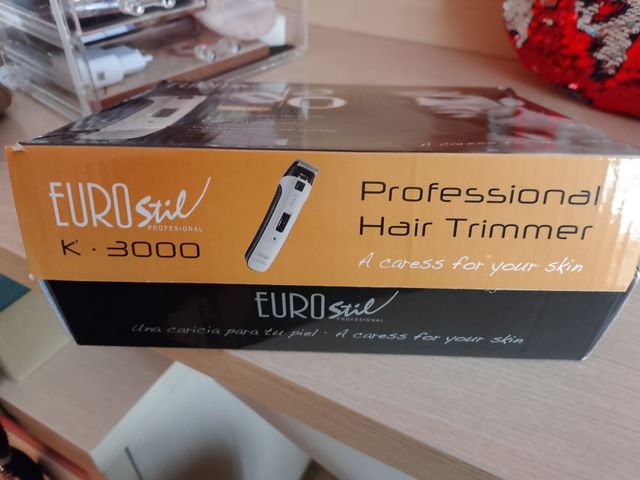 EUROstil
PROFESIONAL
K·3000
Professional
Hair Trimmer
A caress for your skin
EUROstil
PROFESIONAL
Una caricia para tu piel · A caress for your skin